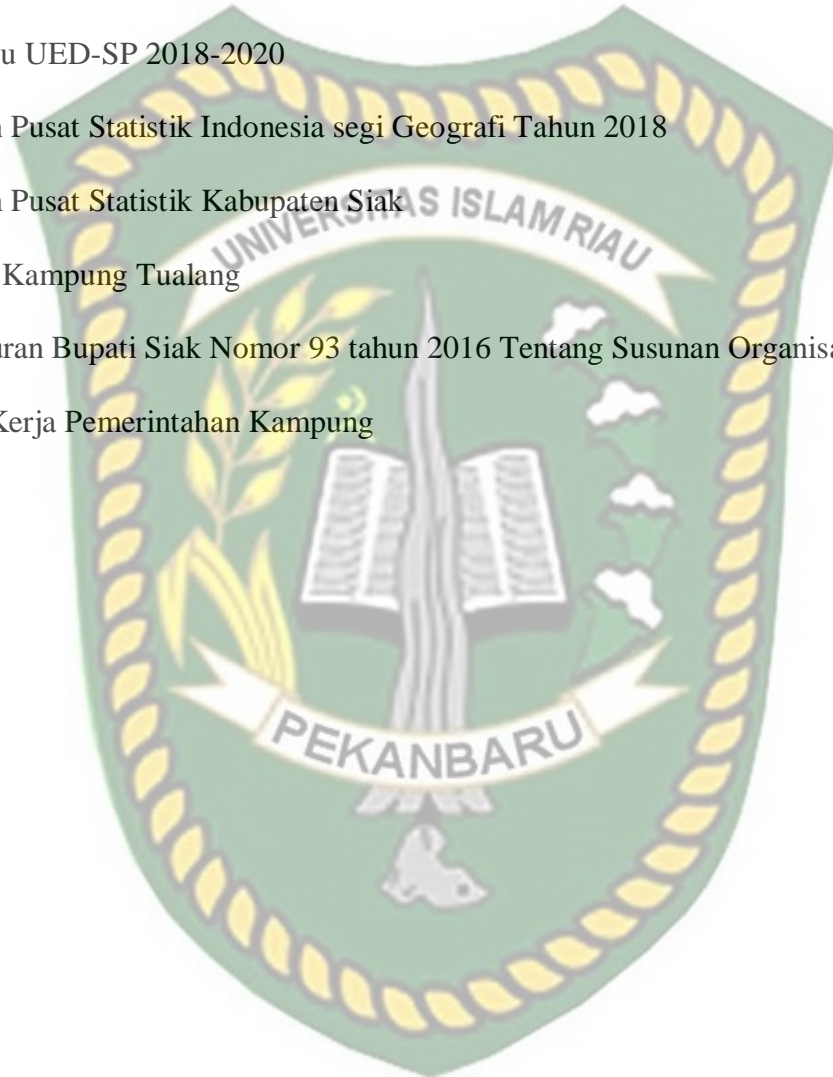 u UED-SP 2018-2020
n Pusat Statistik Indonesia segi Geografi Tahun 2018
n Pusat Statistik Kabupaten Siak
UNIVERSITAS ISLAM RIAU
Kampung Tualang
uran Bupati Siak Nomor 93 tahun 2016 Tentang Susunan Organisa
Kerja Pemerintahan Kampung
PEKANBARU